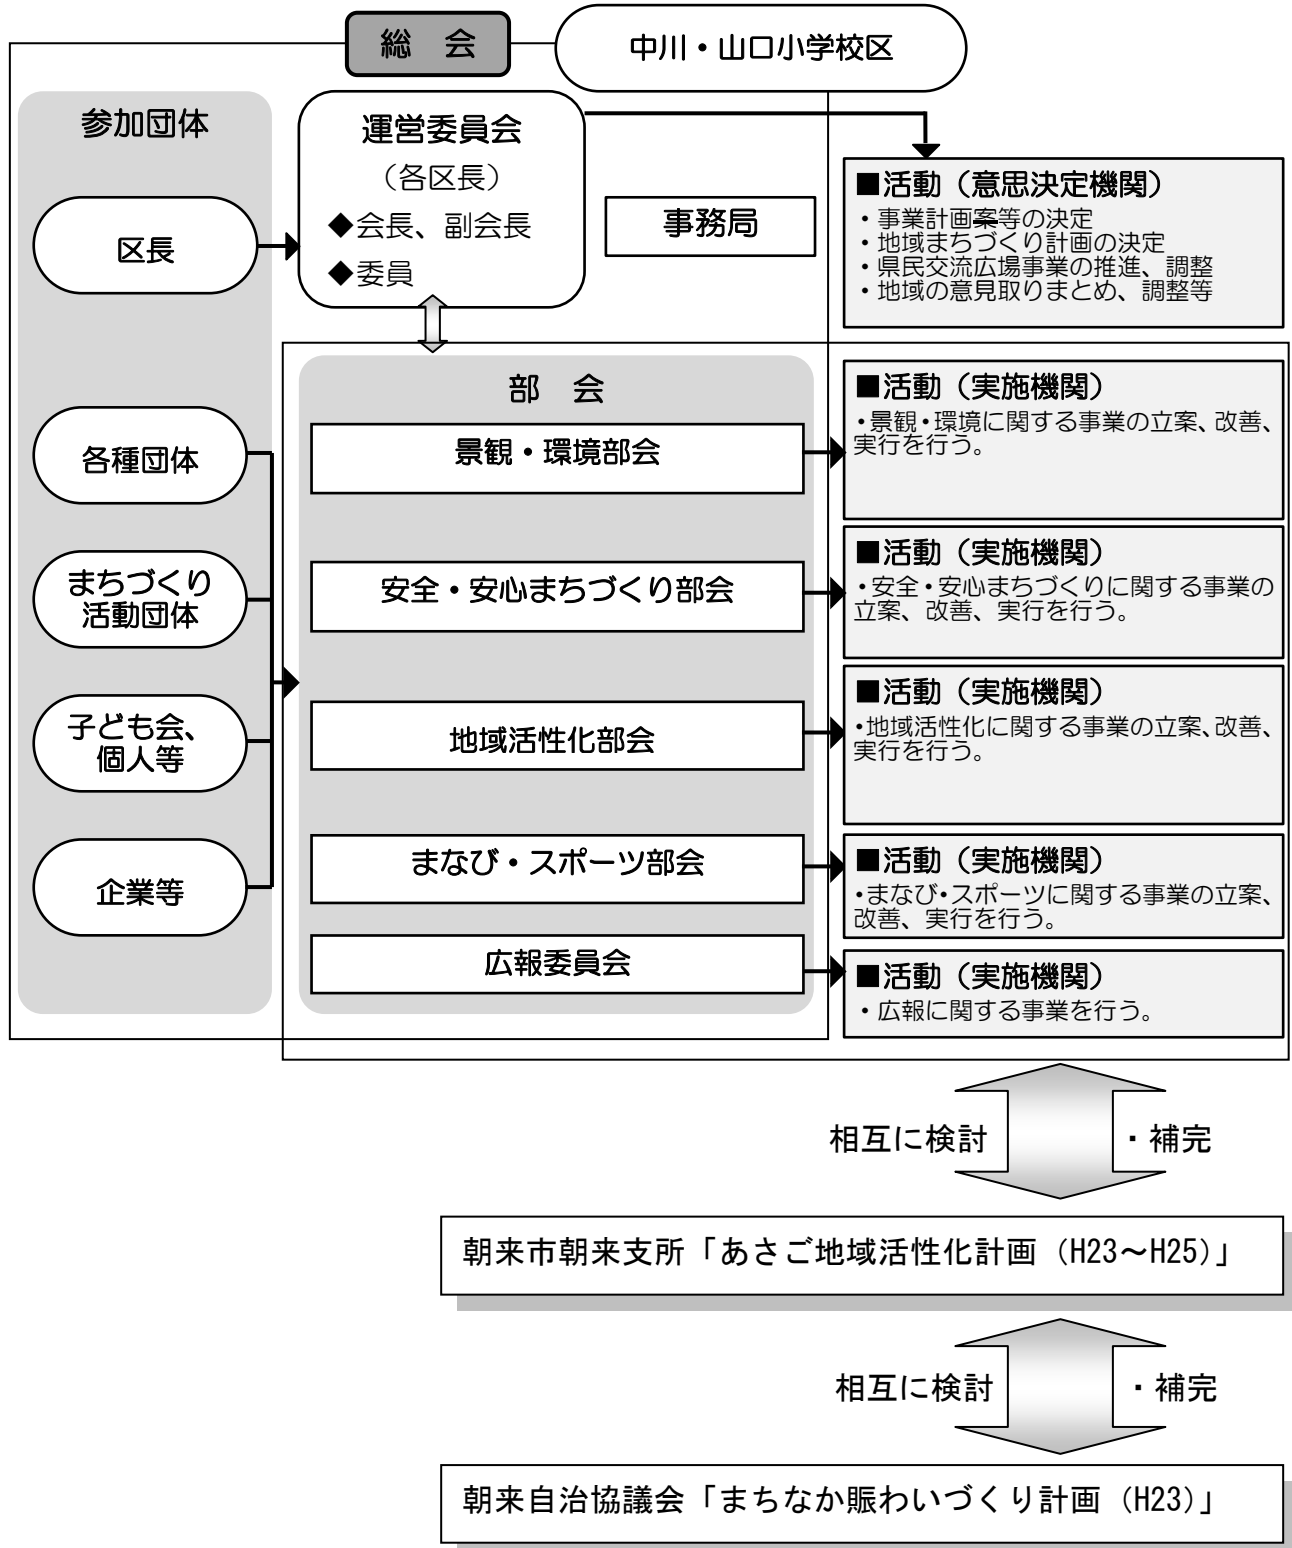 総　会
中川・山口小学校区
参加団体
区長
各種団体
まちづくり
活動団体
子ども会、
個人等
企業等
運営委員会
（各区長）
◆会長、副会長
◆委員
事務局
■活動（意思決定機関）
・事業計画案等の決定
・地域まちづくり計画の決定
・県民交流広場事業の推進、調整
・地域の意見取りまとめ、調整等
部　会
景観・環境部会
■活動（実施機関）
・景観・環境に関する事業の立案、改善、
実行を行う。
安全・安心まちづくり部会
■活動（実施機関）
・安全・安心まちづくりに関する事業の
立案、改善、実行を行う。
地域活性化部会
■活動（実施機関）
・地域活性化に関する事業の立案、改善、
実行を行う。
まなび・スポーツ部会
■活動（実施機関）
・まなび・スポーツに関する事業の立案、
改善、実行を行う。
広報委員会
■活動（実施機関）
・広報に関する事業を行う。
相互に検討　・補完
朝来市朝来支所「あさご地域活性化計画（H23～H25）」
相互に検討　・補完
朝来自治協議会「まちなか賑わいづくり計画（H23）」